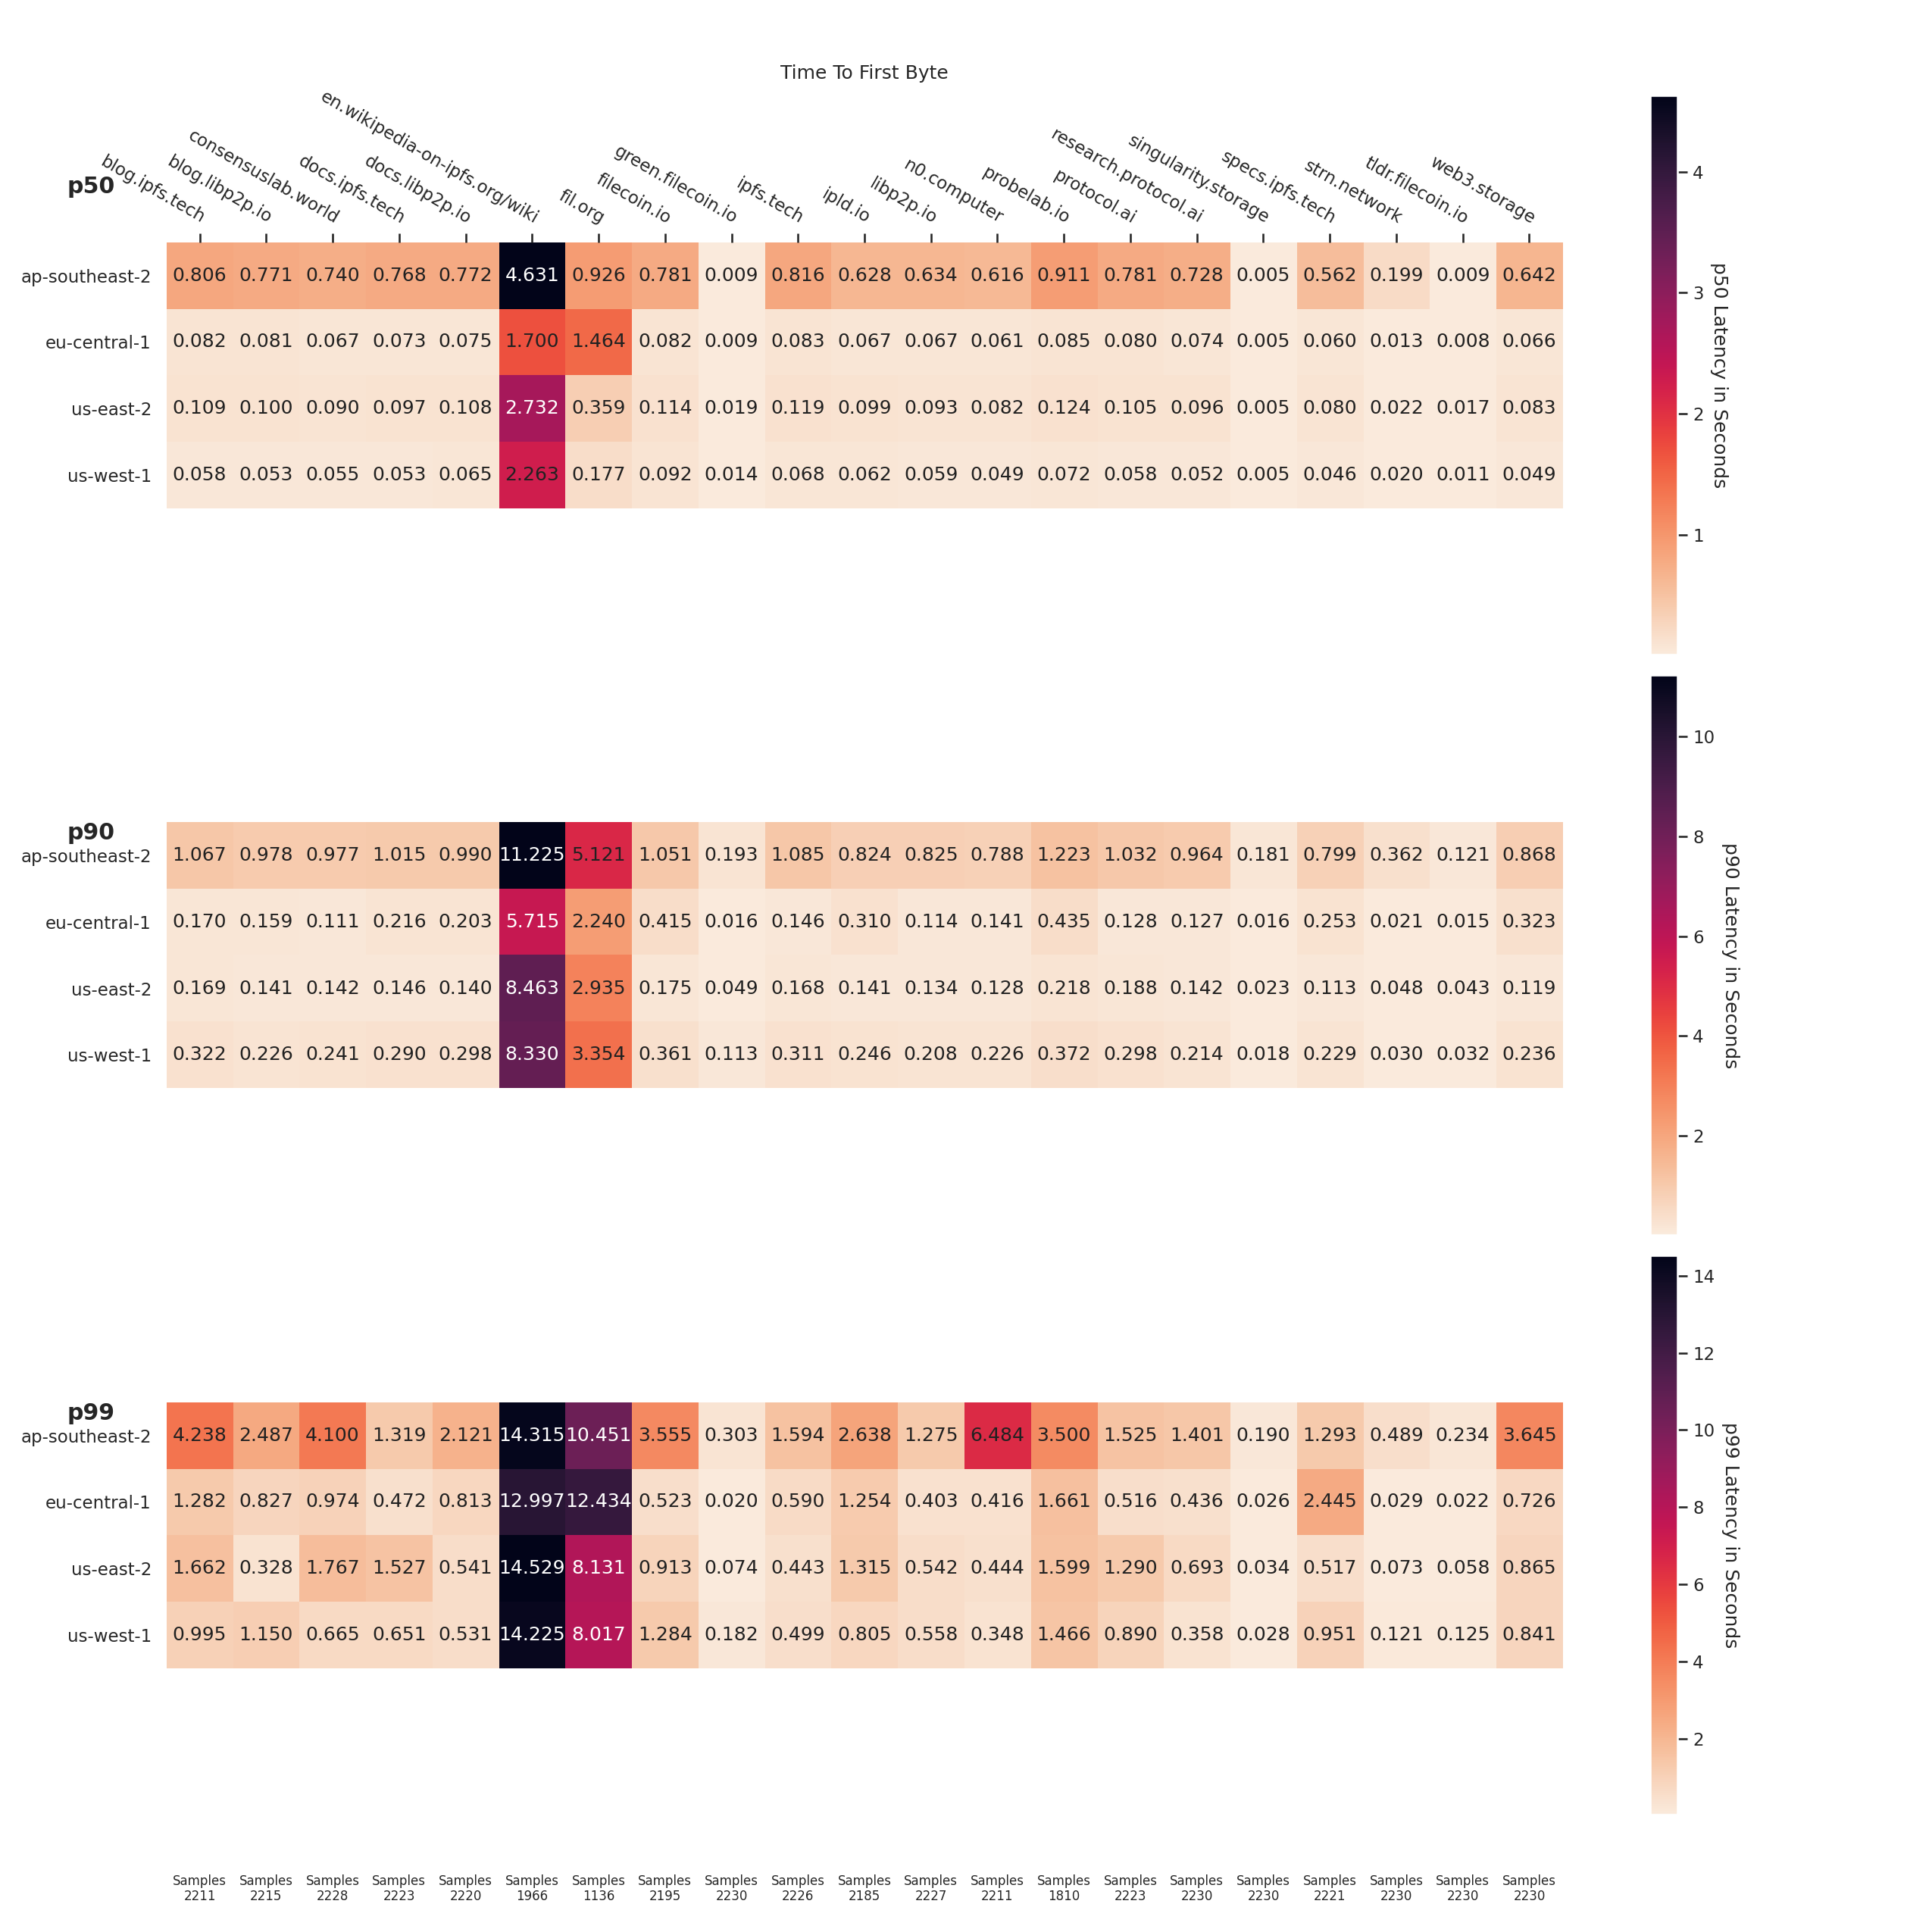 Time To First Byte
p50
blog.ipfs.tech
blog.libp2p.io
consensuslab.world
docs.ipfs.tech
docs.libp2p.io
en.wikipedia-on-ipfs.org/wiki
fil.org
filecoin.io
green.filecoin.io
ipfs.tech
ipld.io
libp2p.io
n0.computer
probelab.io
protocol.ai
research.protocol.ai
singularity.storage
specs.ipfs.tech
strn.network
tldr.filecoin.io
web3.storage
ap-southeast-2 0.806 0.771 0.740 0.768 0.772 4.631 0.926 0.781 0.009 0.816 0.628 0.634 0.616 0.911 0.781 0.728 0.005 0.562 0.199 0.009 0.642
eu-central-1 0.082 0.081 0.067 0.073 0.075 1.700 1.464 0.082 0.009 0.083 0.067 0.067 0.061 0.085 0.080 0.074 0.005 0.060 0.013 0.008 0.066
us-east-2 0.109 0.100 0.090 0.097 0.108 2.732 0.359 0.114 0.019 0.119 0.099 0.093 0.082 0.124 0.105 0.096 0.005 0.080 0.022 0.017 0.083
us-west-1 0.058 0.053 0.055 0.053 0.065 2.263 0.177 0.092 0.014 0.068 0.062 0.059 0.049 0.072 0.058 0.052 0.005 0.046 0.020 0.011 0.049
4
3
2
1
p50 Latency in Seconds
p90
ap-southeast-2 1.067 0.978 0.977 1.015 0.990 11.225 5.121 1.051 0.193 1.085 0.824 0.825 0.788 1.223 1.032 0.964 0.181 0.799 0.362 0.121 0.868
eu-central-1 0.170 0.159 0.111 0.216 0.203 5.715 2.240 0.415 0.016 0.146 0.310 0.114 0.141 0.435 0.128 0.127 0.016 0.253 0.021 0.015 0.323
us-east-2 0.169 0.141 0.142 0.146 0.140 8.463 2.935 0.175 0.049 0.168 0.141 0.134 0.128 0.218 0.188 0.142 0.023 0.113 0.048 0.043 0.119
us-west-1 0.322 0.226 0.241 0.290 0.298 8.330 3.354 0.361 0.113 0.311 0.246 0.208 0.226 0.372 0.298 0.214 0.018 0.229 0.030 0.032 0.236
10
8
6
4
2
p90 Latency in Seconds
p99
ap-southeast-2 4.238 2.487 4.100 1.319 2.121 14.315 10.451 3.555 0.303 1.594 2.638 1.275 6.484 3.500 1.525 1.401 0.190 1.293 0.489 0.234 3.645
eu-central-1 1.282 0.827 0.974 0.472 0.813 12.997 12.434 0.523 0.020 0.590 1.254 0.403 0.416 1.661 0.516 0.436 0.026 2.445 0.029 0.022 0.726
us-east-2 1.662 0.328 1.767 1.527 0.541 14.529 8.131 0.913 0.074 0.443 1.315 0.542 0.444 1.599 1.290 0.693 0.034 0.517 0.073 0.058 0.865
us-west-1 0.995 1.150 0.665 0.651 0.531 14.225 8.017 1.284 0.182 0.499 0.805 0.558 0.348 1.466 0.890 0.358 0.028 0.951 0.121 0.125 0.841
14
12
10
8
6
4
2
p99 Latency in Seconds
Samples Samples Samples Samples Samples Samples Samples Samples Samples Samples Samples Samples Samples Samples Samples Samples Samples Samples Samples Samples Samples
2211 2215 2228 2223 2220 1966 1136 2195 2230 2226 2185 2227 2211 1810 2223 2230 2230 2221 2230 2230 2230